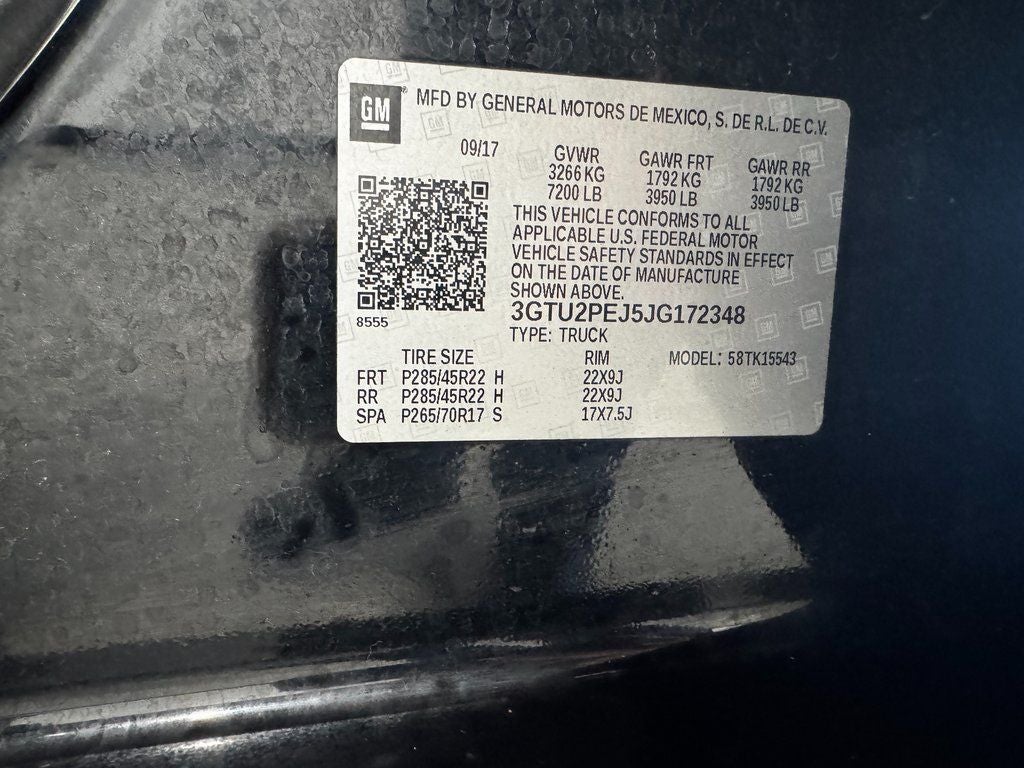 GM® MFD BY GENERAL MOTORS DE MEXICO, S. DE R.L. DE C.V.
09/17 GVWR GAWR FRT GAWR RR
3266 KG 1792 KG 1792 KG
7200 LB 3950 LB 3950 LB
THIS VEHICLE CONFORMS TO ALL
APPLICABLE U.S. FEDERAL MOTOR
VEHICLE SAFETY STANDARDS IN EFFECT
ON THE DATE OF MANUFACTURE
SHOWN ABOVE.
3GTU2PEJ5JG172348
8555
TYPE: TRUCK
TIRE SIZE RIM MODEL: 58TK15543
FRT P285/45R22 H 22X9J
RR P285/45R22 H 22X9J
SPA P265/70R17 S 17X7.5J